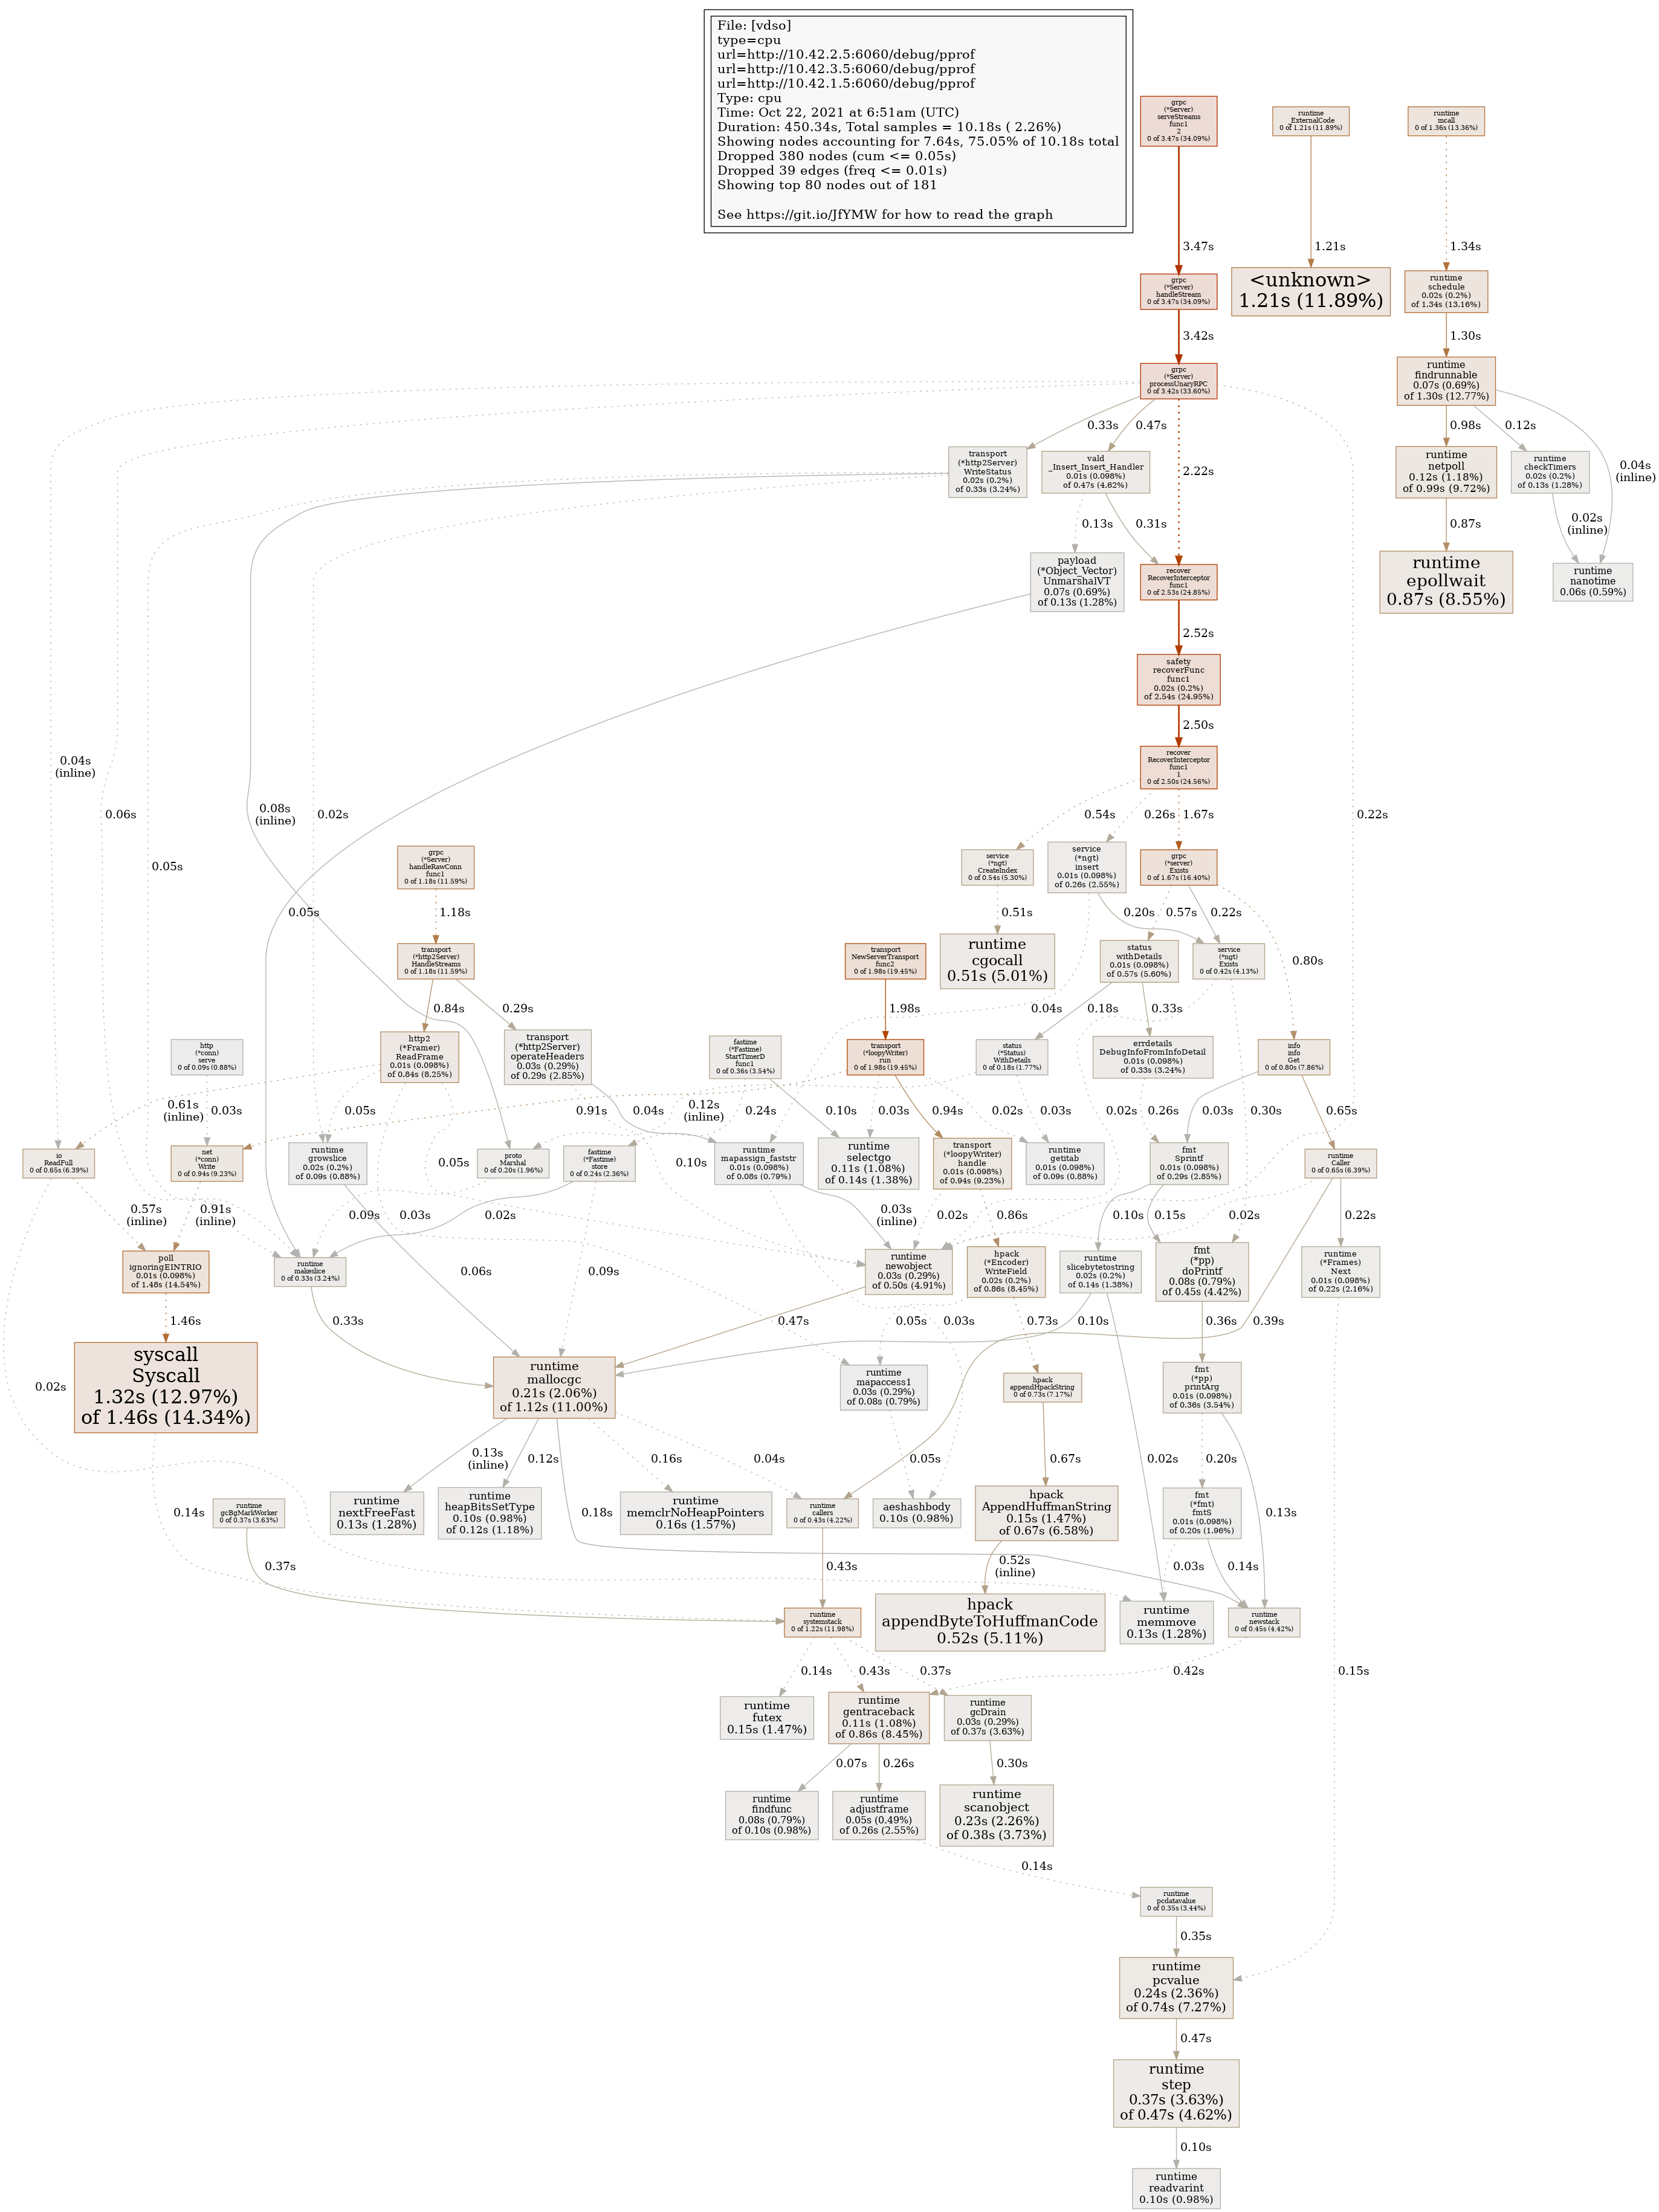 File: [vdso]
type=cpu
url=http://10.42.2.5:6060/debug/pprof
url=http://10.42.3.5:6060/debug/pprof
url=http://10.42.1.5:6060/debug/pprof
Type: cpu
Time: Oct 22, 2021 at 6:51am (UTC)
Duration: 450.34s, Total samples = 10.18s ( 2.26%)
Showing nodes accounting for 7.64s, 75.05% of 10.18s total
Dropped 380 nodes (cum <= 0.05s)
Dropped 39 edges (freq <= 0.01s)
Showing top 80 nodes out of 181
See https://git.io/JfYMW for how to read the graph
grpc
(*Server)
serveStreams
func1
2
0 of 3.47s (34.09%)
runtime
_ExternalCode
0 of 1.21s (11.89%)
runtime
mcall
0 of 1.36s (13.36%)
3.47s
1.21s
1.34s
grpc
(*Server)
handleStream
0 of 3.47s (34.09%)
<unknown>
1.21s (11.89%)
runtime
schedule
0.02s (0.2%)
of 1.34s (13.16%)
3.42s
1.30s
grpc
(*Server)
processUnaryRPC
0 of 3.42s (33.60%)
runtime
findrunnable
0.07s (0.69%)
of 1.30s (12.77%)
0.33s
0.47s
2.22s
0.98s
0.12s
0.04s
(inline)
transport
(*http2Server)
WriteStatus
0.02s (0.2%)
of 0.33s (3.24%)
vald
_Insert_Insert_Handler
0.01s (0.098%)
of 0.47s (4.62%)
runtime
netpoll
0.12s (1.18%)
of 0.99s (9.72%)
runtime
checkTimers
0.02s (0.2%)
of 0.13s (1.28%)
0.13s
0.31s
0.87s
0.02s
(inline)
payload
(*Object_Vector)
UnmarshalVT
0.07s (0.69%)
of 0.13s (1.28%)
recover
RecoverInterceptor
func1
0 of 2.53s (24.85%)
runtime
epollwait
0.87s (8.55%)
runtime
nanotime
0.06s (0.59%)
2.52s
safety
recoverFunc
func1
0.02s (0.2%)
of 2.54s (24.95%)
2.50s
recover
RecoverInterceptor
func1
1
0 of 2.50s (24.56%)
0.04s
(inline)
0.06s
0.05s
0.08s
(inline)
0.02s
0.54s
0.26s
1.67s
0.22s
grpc
(*Server)
handleRawConn
func1
0 of 1.18s (11.59%)
service
(*ngt)
CreateIndex
0 of 0.54s (5.30%)
service
(*ngt)
insert
0.01s (0.098%)
of 0.26s (2.55%)
grpc
(*server)
Exists
0 of 1.67s (16.40%)
0.05s
1.18s
0.51s
0.20s
0.57s
0.22s
0.80s
transport
(*http2Server)
HandleStreams
0 of 1.18s (11.59%)
transport
NewServerTransport
func2
0 of 1.98s (19.45%)
runtime
cgocall
0.51s (5.01%)
status
withDetails
0.01s (0.098%)
of 0.57s (5.60%)
service
(*ngt)
Exists
0 of 0.42s (4.13%)
0.84s
0.29s
1.98s
0.04s
0.18s
0.33s
http
(*conn)
serve
0 of 0.09s (0.88%)
http2
(*Framer)
ReadFrame
0.01s (0.098%)
of 0.84s (8.25%)
transport
(*http2Server)
operateHeaders
0.03s (0.29%)
of 0.29s (2.85%)
fastime
(*Fastime)
StartTimerD
func1
0 of 0.36s (3.54%)
transport
(*loopyWriter)
run
0 of 1.98s (19.45%)
status
(*Status)
WithDetails
0 of 0.18s (1.77%)
errdetails
DebugInfoFromInfoDetail
0.01s (0.098%)
of 0.33s (3.24%)
info
info
Get
0 of 0.80s (7.86%)
0.61s
(inline)
0.03s
0.05s
0.91s
0.04s
0.12s
(inline)
0.24s
0.10s
0.03s
0.94s
0.02s
0.03s
0.02s
0.26s
0.03s
0.30s
0.65s
io
ReadFull
0 of 0.65s (6.39%)
net
(*conn)
Write
0 of 0.94s (9.23%)
runtime
growslice
0.02s (0.2%)
of 0.09s (0.88%)
proto
Marshal
0 of 0.20s (1.96%)
fastime
(*Fastime)
store
0 of 0.24s (2.36%)
runtime
mapassign_faststr
0.01s (0.098%)
of 0.08s (0.79%)
runtime
selectgo
0.11s (1.08%)
of 0.14s (1.38%)
transport
(*loopyWriter)
handle
0.01s (0.098%)
of 0.94s (9.23%)
runtime
getitab
0.01s (0.098%)
of 0.09s (0.88%)
fmt
Sprintf
0.01s (0.098%)
of 0.29s (2.85%)
runtime
Caller
0 of 0.65s (6.39%)
0.05s
0.10s
0.57s
(inline)
0.91s
(inline)
0.09s
0.03s
0.02s
0.03s
(inline)
0.02s
0.86s
0.10s
0.15s
0.02s
0.22s
poll
ignoringEINTRIO
0.01s (0.098%)
of 1.48s (14.54%)
runtime
makeslice
0 of 0.33s (3.24%)
runtime
newobject
0.03s (0.29%)
of 0.50s (4.91%)
hpack
(*Encoder)
WriteField
0.02s (0.2%)
of 0.86s (8.45%)
runtime
slicebytetostring
0.02s (0.2%)
of 0.14s (1.38%)
fmt
(*pp)
doPrintf
0.08s (0.79%)
of 0.45s (4.42%)
runtime
(*Frames)
Next
0.01s (0.098%)
of 0.22s (2.16%)
0.06s
0.09s
1.46s
0.33s
0.47s
0.05s
0.03s
0.73s
0.10s
0.36s
0.39s
syscall
Syscall
1.32s (12.97%)
of 1.46s (14.34%)
runtime
mallocgc
0.21s (2.06%)
of 1.12s (11.00%)
runtime
mapaccess1
0.03s (0.29%)
of 0.08s (0.79%)
hpack
appendHpackString
0 of 0.73s (7.17%)
fmt
(*pp)
printArg
0.01s (0.098%)
of 0.36s (3.54%)
0.02s
0.13s
(inline)
0.12s
0.16s
0.04s
0.05s
0.67s
0.02s
0.20s
0.14s
0.18s
0.13s
runtime
gcBgMarkWorker
0 of 0.37s (3.63%)
runtime
nextFreeFast
0.13s (1.28%)
runtime
heapBitsSetType
0.10s (0.98%)
of 0.12s (1.18%)
runtime
memclrNoHeapPointers
0.16s (1.57%)
runtime
callers
0 of 0.43s (4.22%)
aeshashbody
0.10s (0.98%)
hpack
AppendHuffmanString
0.15s (1.47%)
of 0.67s (6.58%)
fmt
(*fmt)
fmtS
0.01s (0.098%)
of 0.20s (1.96%)
0.37s
0.43s
0.52s
(inline)
0.03s
0.14s
runtime
systemstack
0 of 1.22s (11.98%)
hpack
appendByteToHuffmanCode
0.52s (5.11%)
runtime
memmove
0.13s (1.28%)
runtime
newstack
0 of 0.45s (4.42%)
0.14s
0.43s
0.37s
0.42s
0.15s
runtime
futex
0.15s (1.47%)
runtime
gentraceback
0.11s (1.08%)
of 0.86s (8.45%)
runtime
gcDrain
0.03s (0.29%)
of 0.37s (3.63%)
0.07s
0.26s
0.30s
runtime
findfunc
0.08s (0.79%)
of 0.10s (0.98%)
runtime
adjustframe
0.05s (0.49%)
of 0.26s (2.55%)
runtime
scanobject
0.23s (2.26%)
of 0.38s (3.73%)
0.14s
runtime
pcdatavalue
0 of 0.35s (3.44%)
0.35s
runtime
pcvalue
0.24s (2.36%)
of 0.74s (7.27%)
0.47s
runtime
step
0.37s (3.63%)
of 0.47s (4.62%)
0.10s
runtime
readvarint
0.10s (0.98%)